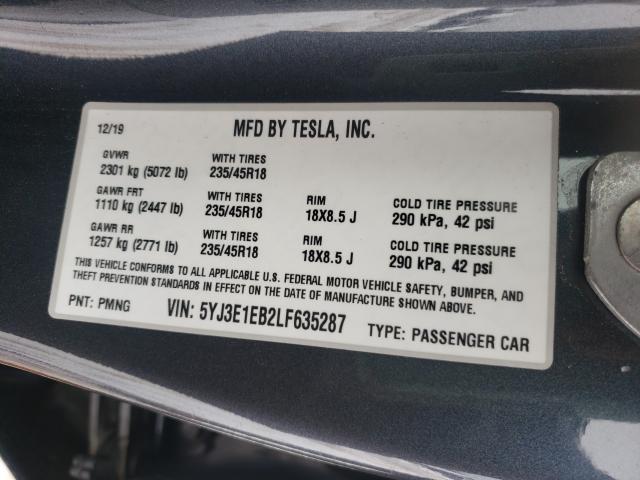 12/19 MFD BY TESLA, INC.
GVWR WITH TIRES
2301 kg (5072 lb) 235/45R18
GAWR FRT WITH TIRES RIM COLD TIRE PRESSURE
1110 kg (2447 lb) 235/45R18 18X8.5 J 290 kPa, 42 psi
GAWR RR WITH TIRES RIM COLD TIRE PRESSURE
1257 kg (2771 lb) 235/45R18 18X8.5 J 290 kPa, 42 psi
THIS VEHICLE CONFORMS TO ALL APPLICABLE U.S. FEDERAL MOTOR VEHICLE SAFETY, BUMPER, AND
THEFT PREVENTION STANDARDS IN EFFECT ON THE DATE OF MANUFACTURE SHOWN ABOVE.
PNT: PMNG VIN: 5YJ3E1EB2LF635287 TYPE: PASSENGER CAR